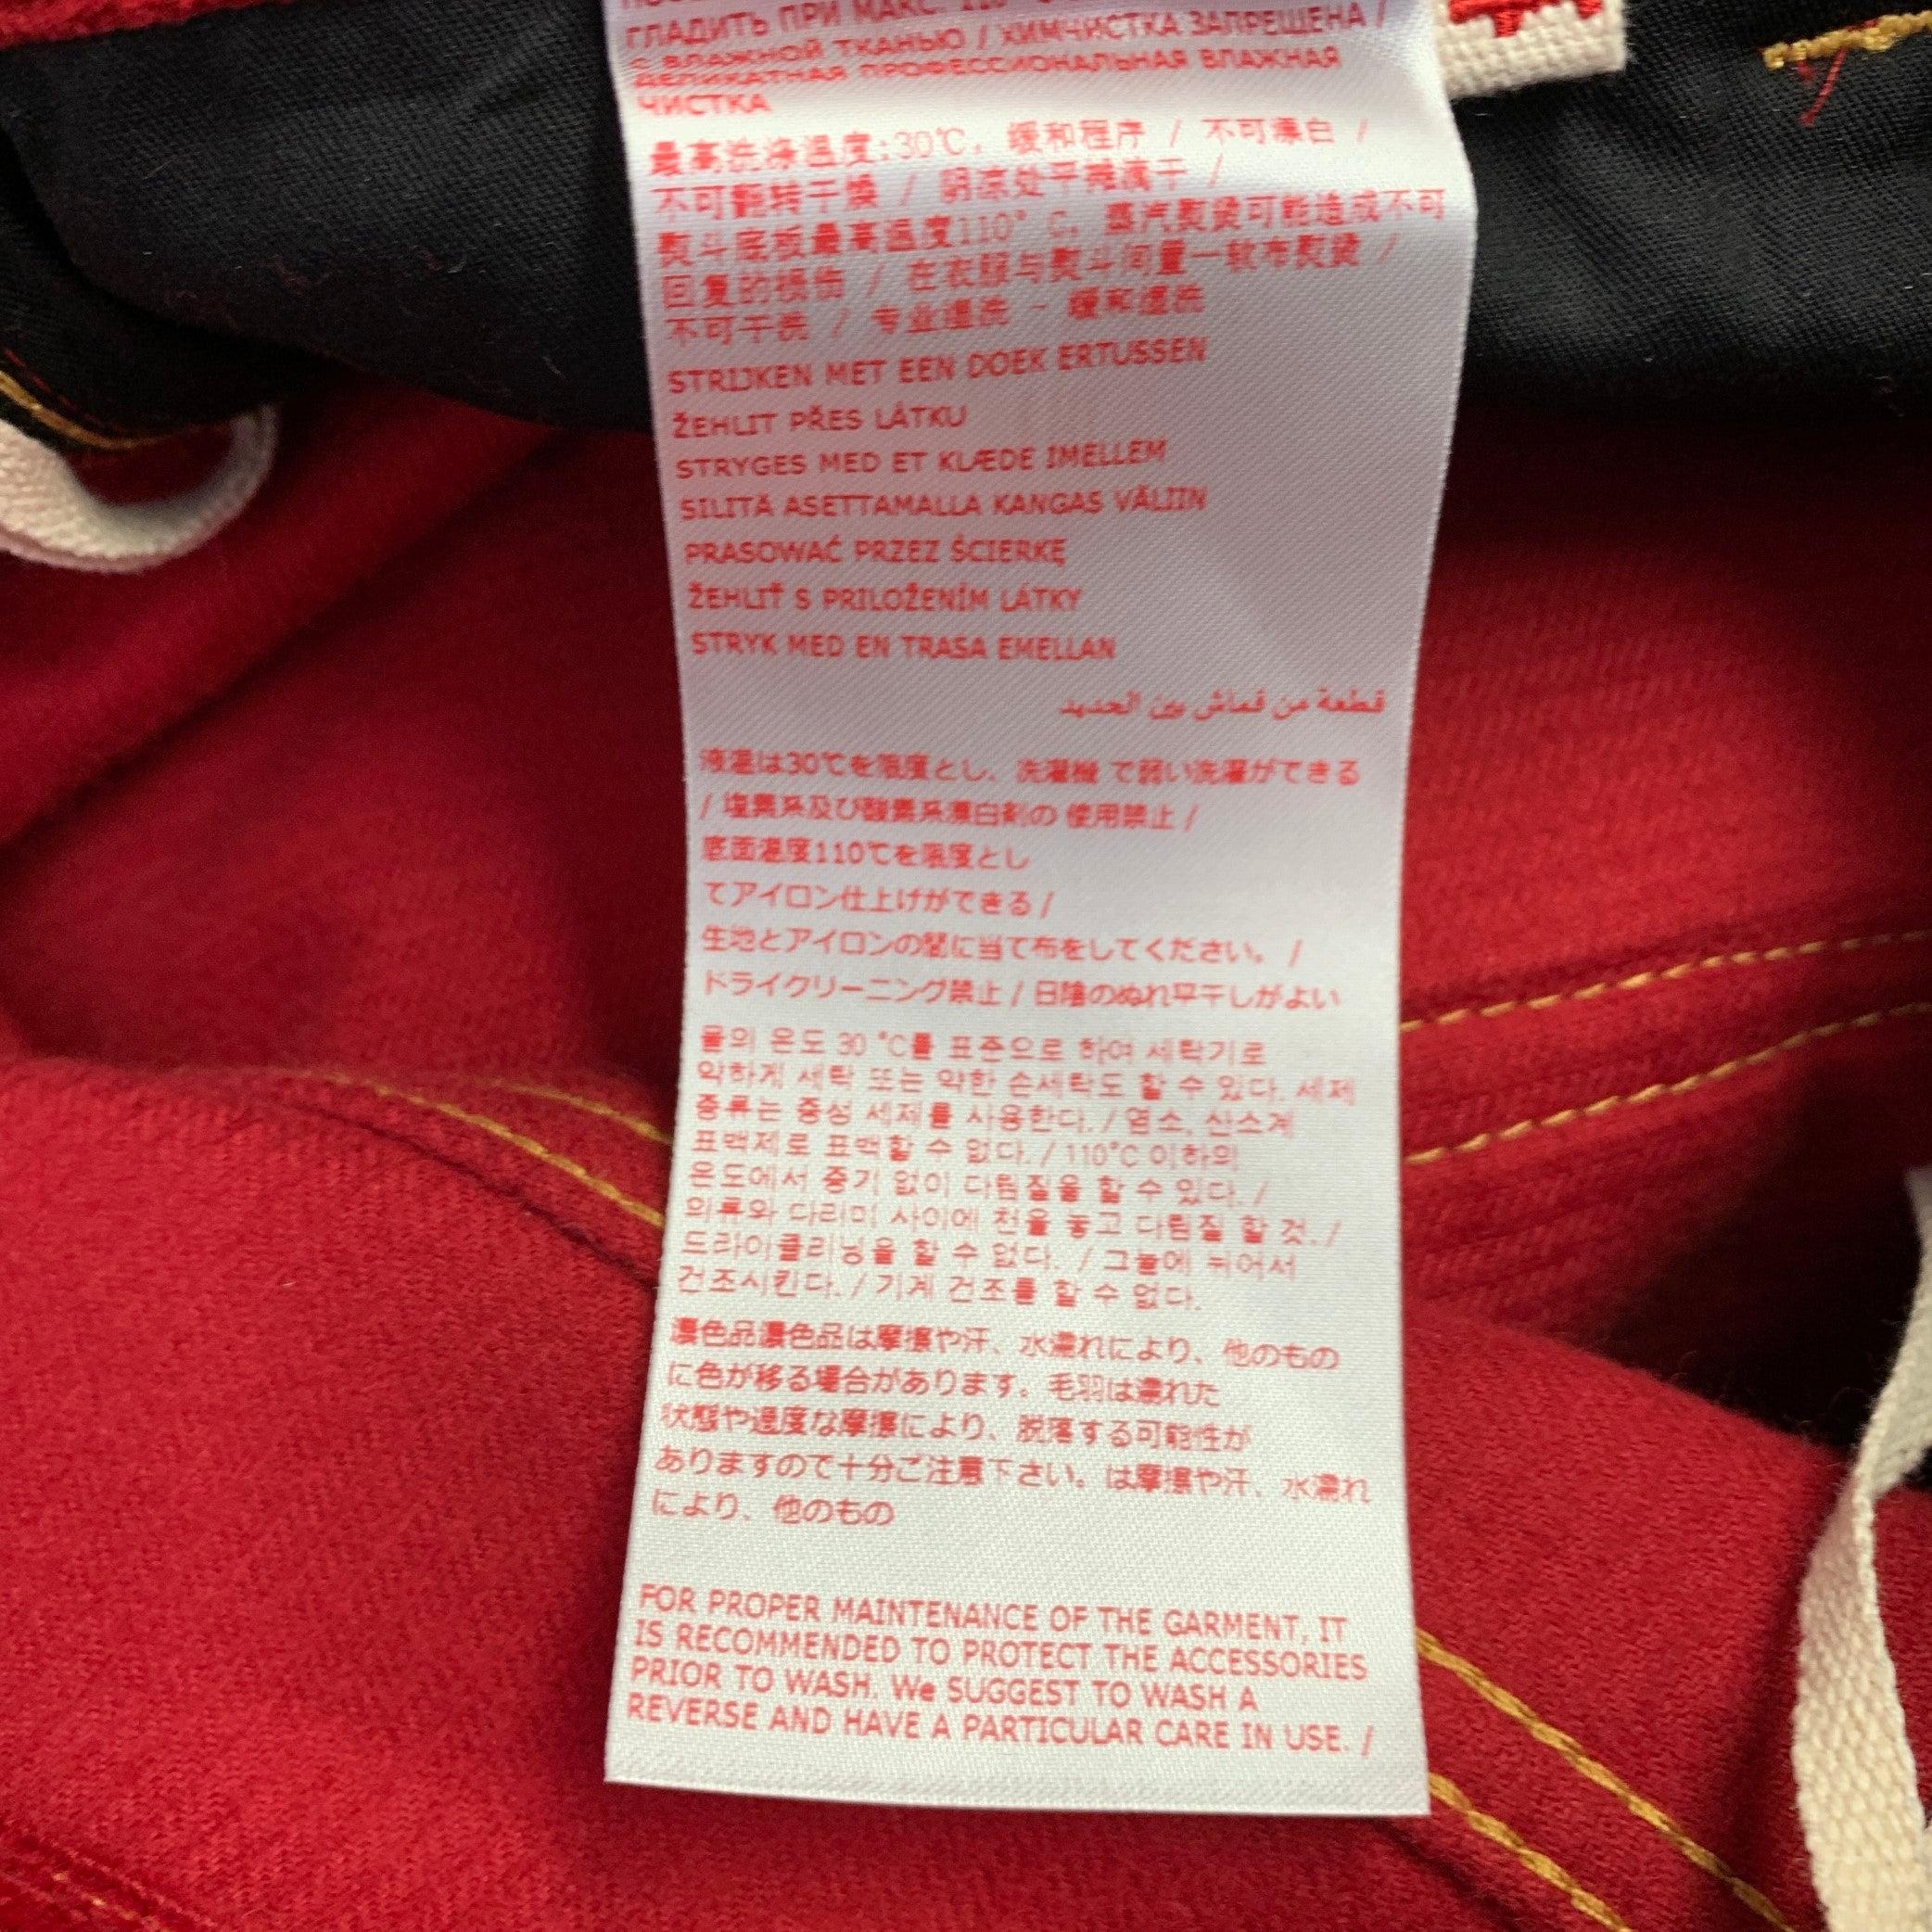 ГЛАДИТЬ ПРИ МАКС. 110°
С ВЛАЖНОЙ ТКАНЬЮ / ХИМЧИСТКА ЗАПРЕЩЕНА /
ДЕЛИКАТНАЯ ПРОФЕССИОНАЛЬНАЯ ВЛАЖНАЯ
ЧИСТКА
最高洗涤温度:30℃, 缓和程序 / 不可漂白 /
不可翻转干燥 / 阴凉处平摊滴干 /
熨斗底板最高温度110° C, 蒸汽熨烫可能造成不可
回复的损伤 / 在衣服与熨斗间置一软布熨烫 /
不可干洗 / 专业湿洗 - 缓和湿洗
STRIJKEN MET EEN DOEK ERTUSSEN
ŽEHLIT PŘES LÁTKU
STRYGES MED ET KLÆDE IMELLEM
SILITÄ ASETTAMALLA KANGAS VÄLIIN
PRASOWAĆ PRZEZ ŚCIERKĘ
ŽEHLIŤ S PRILOŽENÍM LÁTKY
STRYK MED EN TRASA EMELLAN
قطعة من قماش بين الحديد
液温は30℃を限度とし、洗濯機 で弱い洗濯ができる
/ 塩素系及び酸素系漂白剤の 使用禁止 /
底面温度110℃を限度とし
てアイロン仕上げができる /
生地とアイロンの間に当て布をしてください。 /
ドライクリーニング禁止 / 日陰のぬれ平干しがよい
물의 온도 30 °C를 표준으로 하여 세탁기로
약하게 세탁 또는 약한 손세탁도 할 수 있다. 세제
종류는 중성 세제를 사용한다. / 염소, 산소계
표백제로 표백할 수 없다. / 110°C 이하의
온도에서 증기 없이 다림질을 할 수 있다. /
의류와 다리미 사이에 천을 놓고 다림질 할 것. /
드라이클리닝을 할 수 없다. / 그늘에 뉘어서
건조시킨다. / 기계 건조를 할 수 없다.
濃色品濃色品は摩擦や汗、水濡れにより、他のもの
に色が移る場合があります。毛羽は濡れた
状態や過度な摩擦により、脱落する可能性が
ありますので十分ご注意下さい。は摩擦や汗、水濡れ
により、他のもの
FOR PROPER MAINTENANCE OF THE GARMENT, IT
IS RECOMMENDED TO PROTECT THE ACCESSORIES
PRIOR TO WASH. We SUGGEST TO WASH A
REVERSE AND HAVE A PARTICULAR CARE IN USE. /